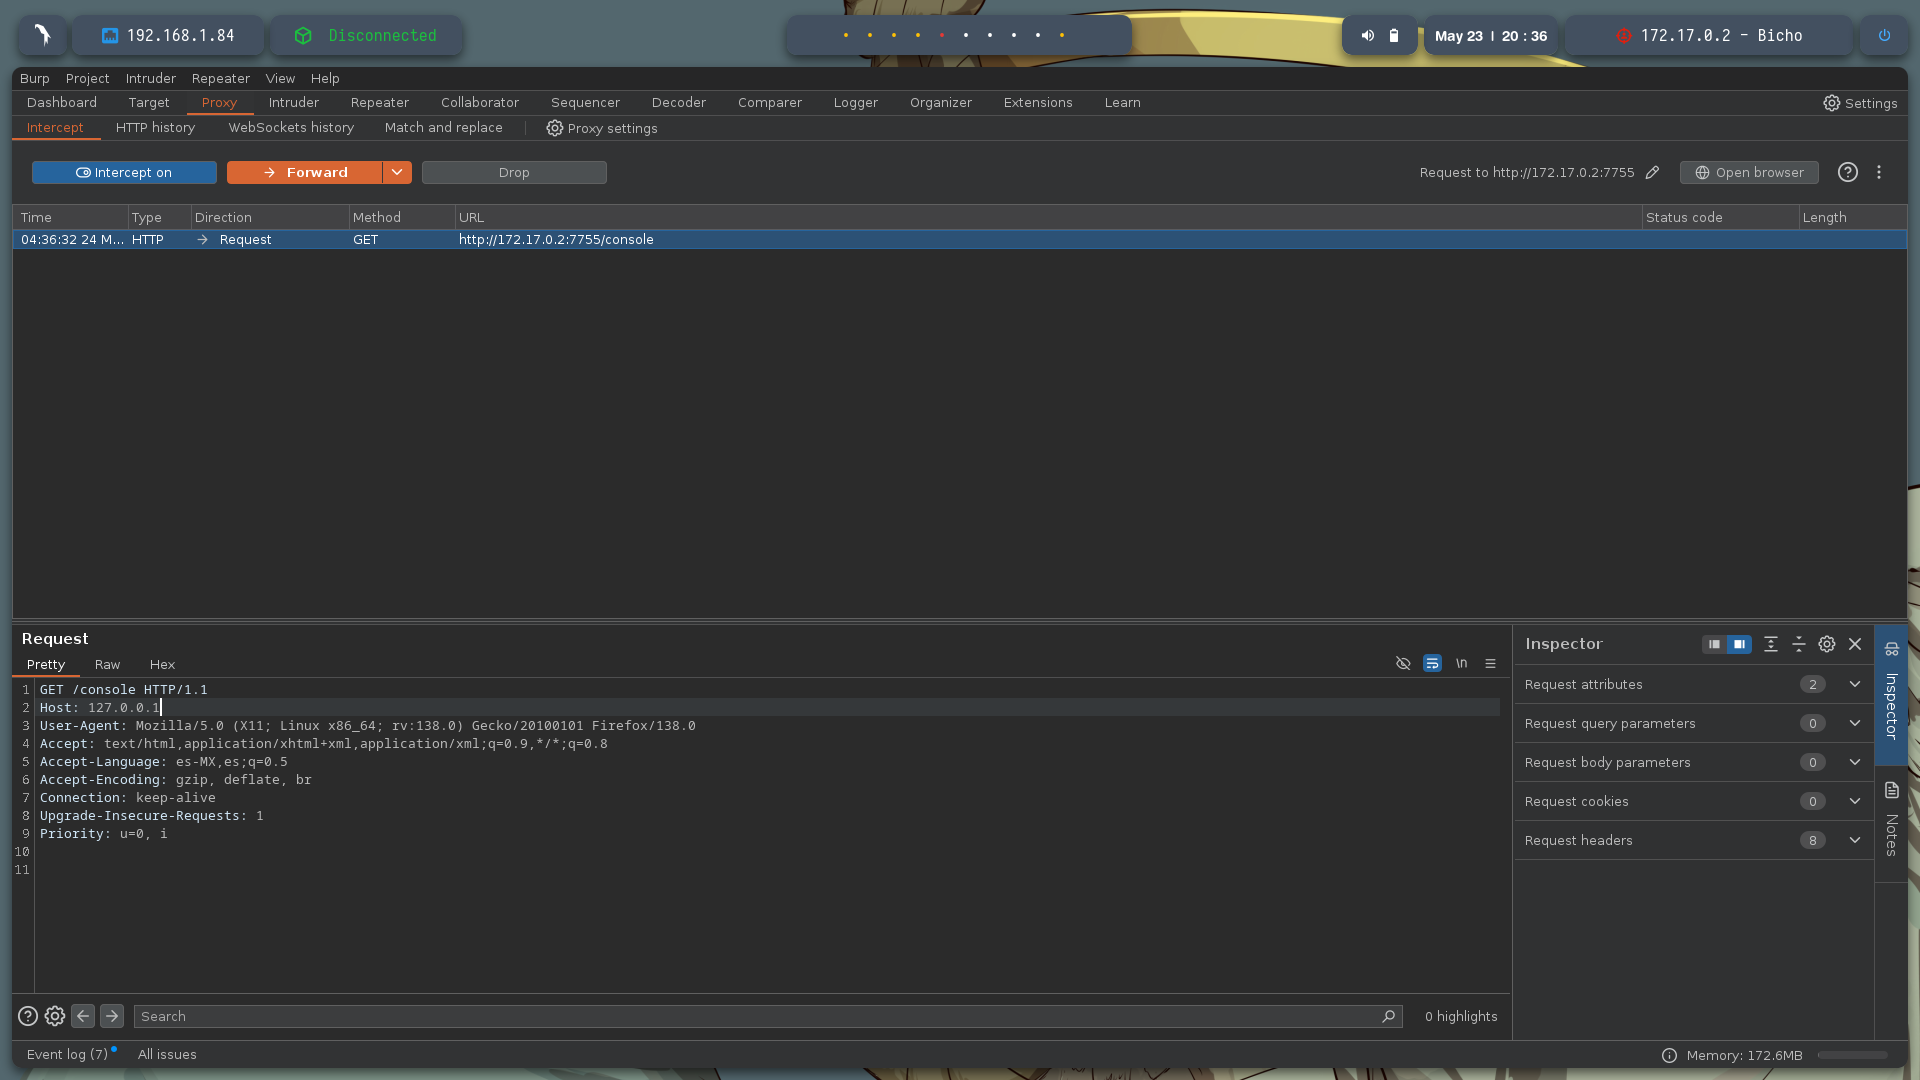 192.168.1.84
Disconnected
May 23 | 20 : 36
172.17.0.2 - Bicho
Burp Project Intruder Repeater View Help
Dashboard Target Proxy Intruder Repeater Collaborator Sequencer Decoder Comparer Logger Organizer Extensions Learn
Settings
Intercept HTTP history WebSockets history Match and replace Proxy settings
Intercept on
Forward
Drop
Request to http://172.17.0.2:7755
Open browser
Time Type Direction Method URL Status code Length
04:36:32 24 M... HTTP → Request GET http://172.17.0.2:7755/console
Request
Pretty Raw Hex
\n
1 GET /console HTTP/1.1
2 Host: 127.0.0.1
3 User-Agent: Mozilla/5.0 (X11; Linux x86_64; rv:138.0) Gecko/20100101 Firefox/138.0
4 Accept: text/html,application/xhtml+xml,application/xml;q=0.9,*/*;q=0.8
5 Accept-Language: es-MX,es;q=0.5
6 Accept-Encoding: gzip, deflate, br
7 Connection: keep-alive
8 Upgrade-Insecure-Requests: 1
9 Priority: u=0, i
10
11
Inspector
Request attributes 2
Request query parameters 0
Request body parameters 0
Request cookies 0
Request headers 8
Inspector
Notes
Search
0 highlights
Event log (7) All issues
Memory: 172.6MB